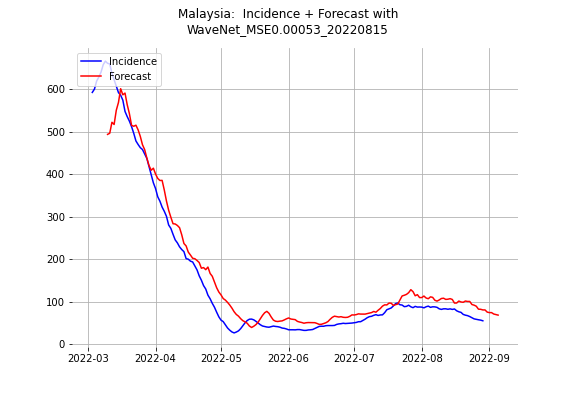 Malaysia:  Incidence + Forecast with
WaveNet_MSE0.00053_20220815
Incidence
Forecast
600
500
400
300
200
100
0
2022-03 2022-04 2022-05 2022-06 2022-07 2022-08 2022-09